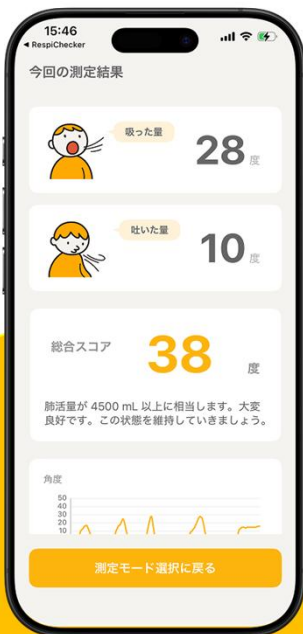 15:46
◀ RespiChecker
今回の測定結果
吸った量
28 度
吐いた量
10 度
総合スコア
38 度
肺活量が 4500 mL 以上に相当します。大変
良好です。この状態を維持していきましょう。
角度
50
40
30
20
10
測定モード選択に戻る